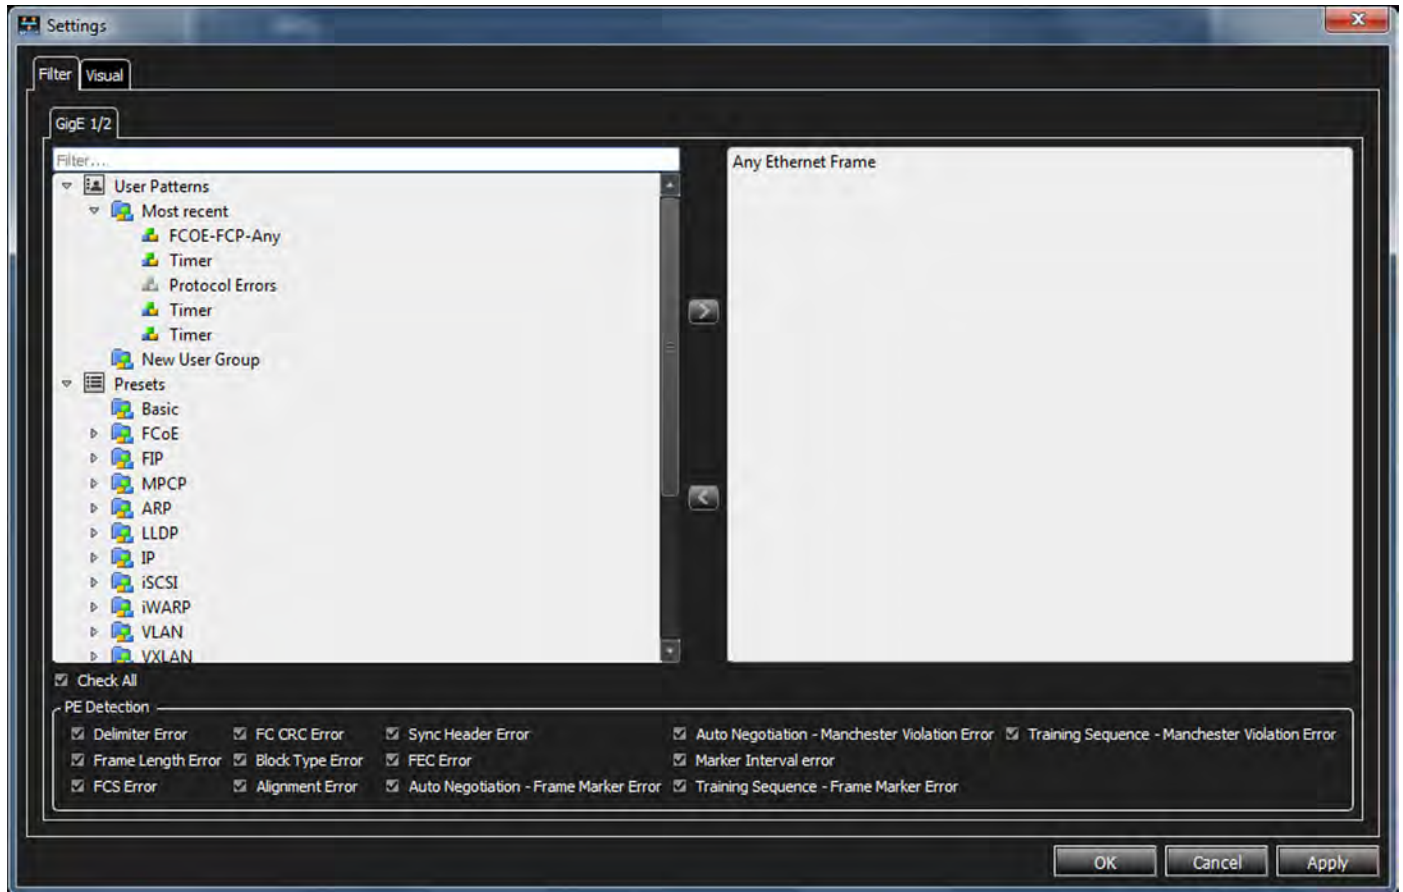 Settings
Filter Visual
GigE 1/2
Filter....
User Patterns
Most recent
FCOE-FCP-Any
Timer
Protocol Errors
Timer
Timer
New User Group
Presets
Basic
FCoE
FIP
MPCP
ARP
LLDP
IP
iSCSI
iWARP
VLAN
VXLAN
Any Ethernet Frame
Check All
PE Detection
Delimiter Error FC CRC Error Sync Header Error Auto Negotiation - Manchester Violation Error Training Sequence - Manchester Violation Error
Frame Length Error Block Type Error FEC Error Marker Interval error
FCS Error Alignment Error Auto Negotiation - Frame Marker Error Training Sequence - Frame Marker Error
OK Cancel Apply